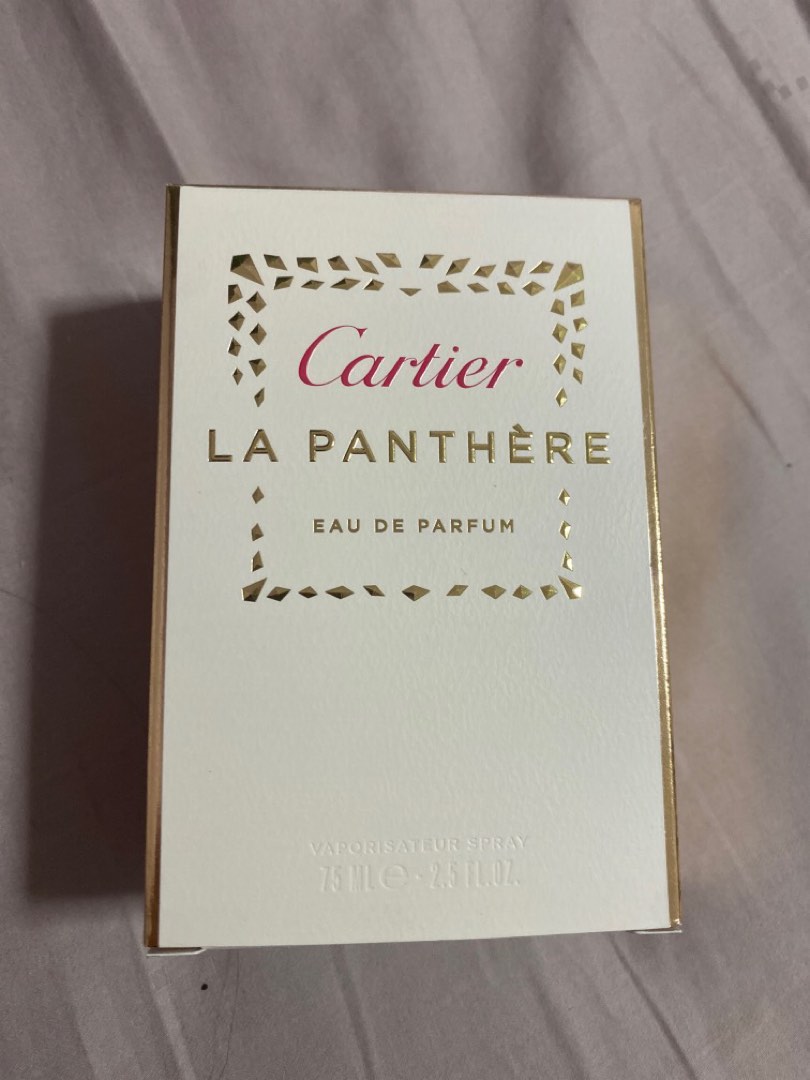 Cartier
LA PANTHÈRE
EAU DE PARFUM
VAPORISATEUR SPRAY
75 ML ℮ - 2.5 FL.OZ.